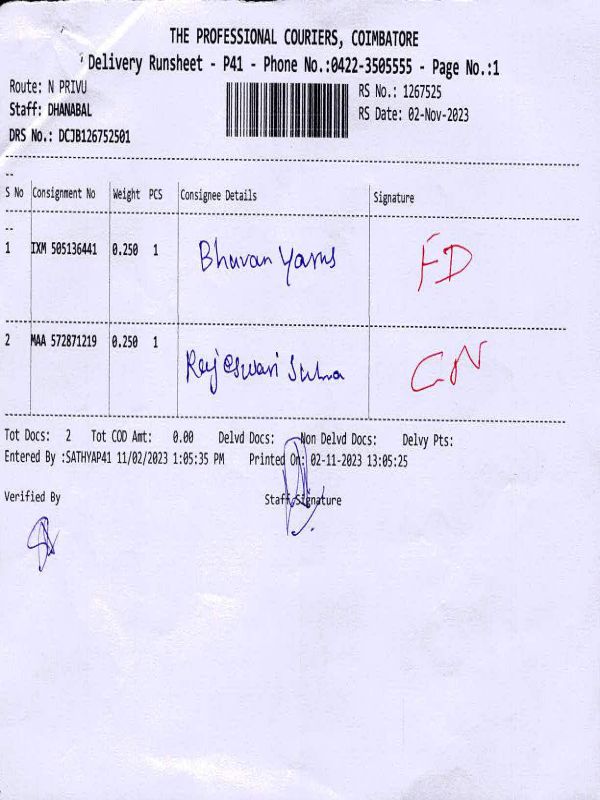 THE PROFESSIONAL COURIERS, COIMBATORE
Delivery Runsheet - P41 - Phone No.:0422-3505555 - Page No.:1
Route: N PRIVU RS No.: 1267525
Staff: DHANABAL RS Date: 02-Nov-2023
DRS No.: DCJB126752501
--
S No Consignment No Weight PCS Consignee Details Signature
--
1 IXM 505136441 0.250 1 Bhuvan Yarns FD
2 MAA 572871219 0.250 1 Rajeswari CN
Tot Docs: 2 Tot COD Amt: 0.00 Delvd Docs: Non Delvd Docs: Delvy Pts:
Entered By :SATHYAP41 11/02/2023 1:05:35 PM Printed On: 02-11-2023 13:05:25
Verified By Staff Signature